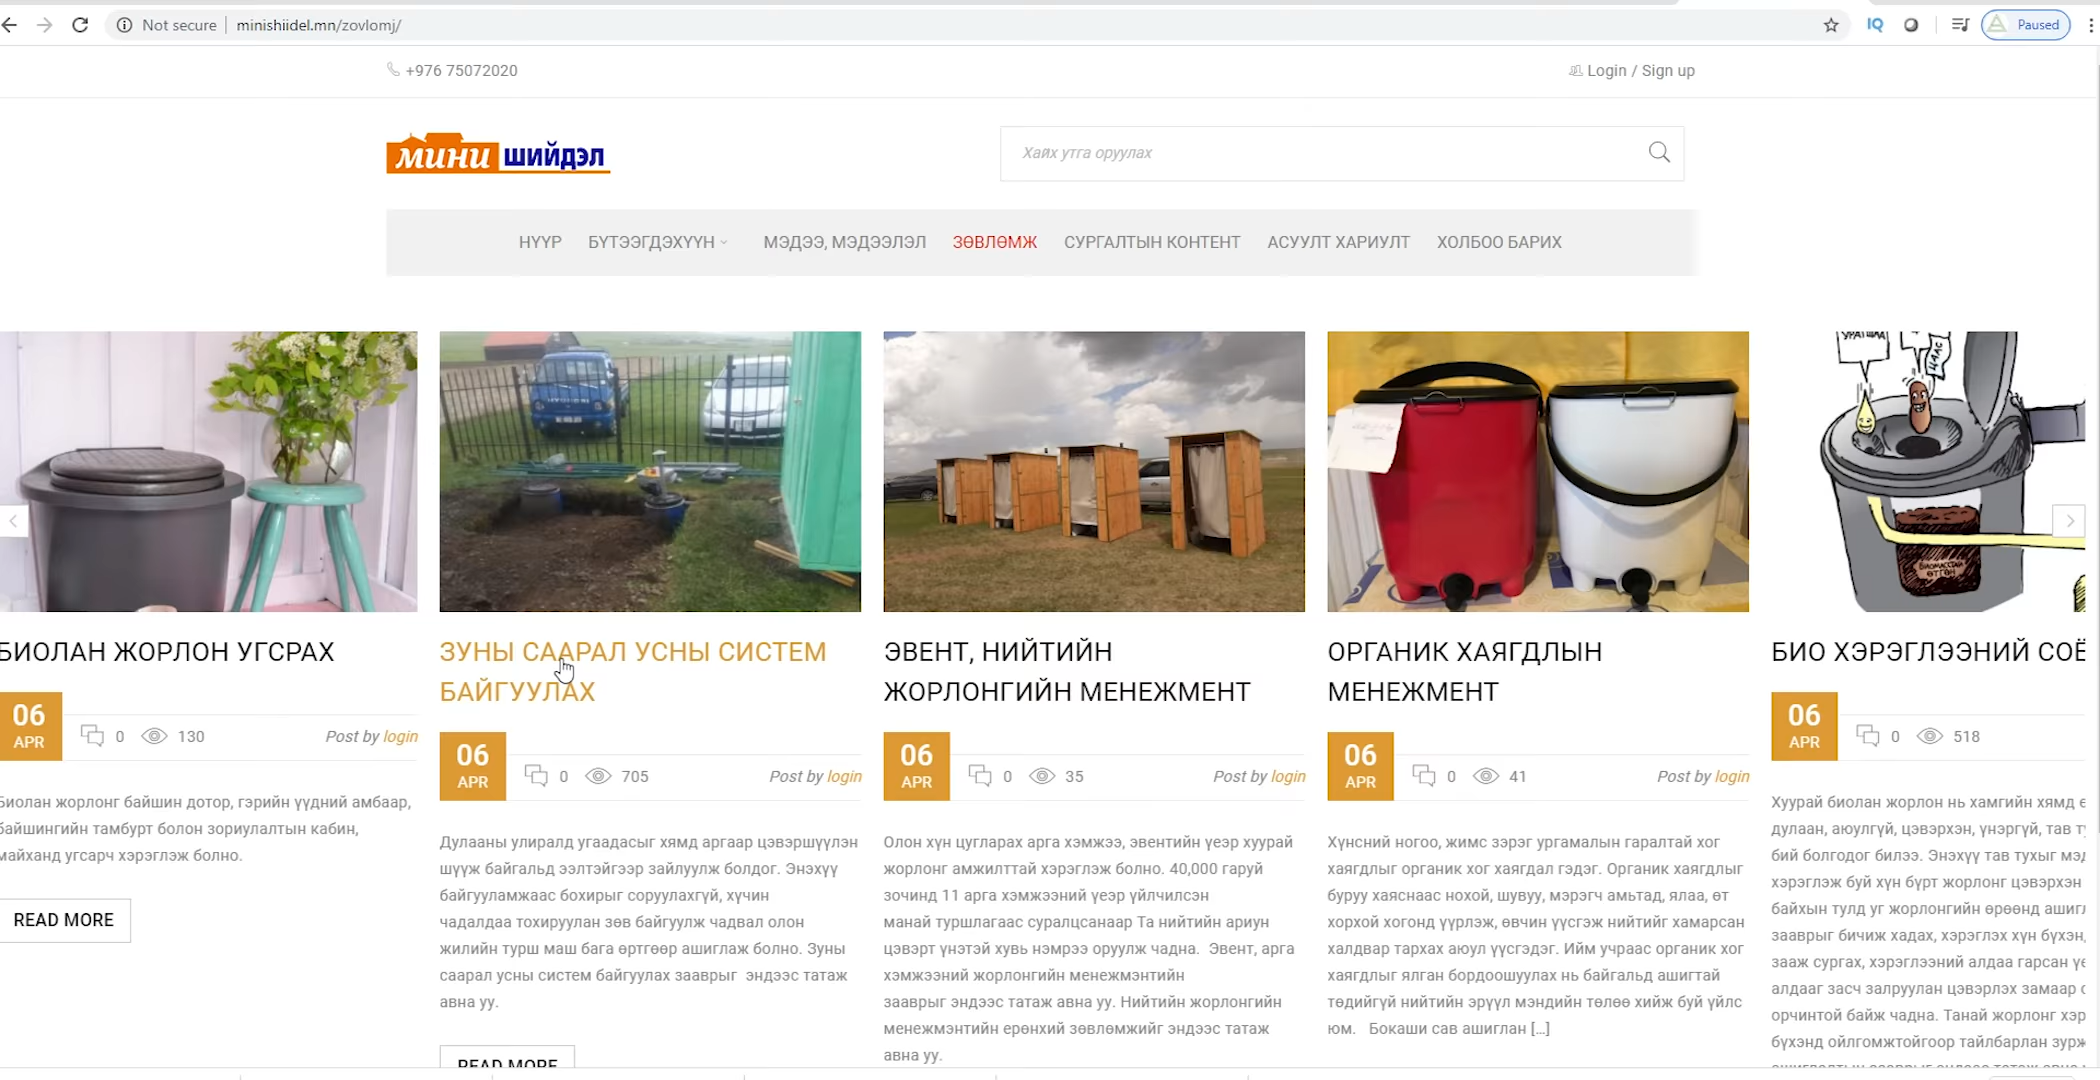 Not secure | minishiidel.mn/zovlomj/
Paused
+976 75072020
Login / Sign up
мини шийдэл
Хайх утга оруулах
НҮҮР БҮТЭЭГДЭХҮҮН МЭДЭЭ, МЭДЭЭЛЭЛ ЗӨВЛӨМЖ СУРГАЛТЫН КОНТЕНТ АСУУЛТ ХАРИУЛТ ХОЛБОО БАРИХ
БИОМАССТАЙ
ӨТГӨН
БИОЛАН ЖОРЛОН УГСРАХ
06
APR
0 130 Post by login
Биолан жорлонг байшин дотор, гэрийн үүдний амбаар,
байшингийн тамбурт болон зориулалтын кабин,
майханд угсарч хэрэглэж болно.
READ MORE
ЗУНЫ СААРАЛ УСНЫ СИСТЕМ
БАЙГУУЛАХ
06
APR
0 705 Post by login
Дулааны улиралд угаадасыг хямд аргаар цэвэршүүлэн
шүүж байгальд ээлтэйгээр зайлуулж болдог. Энэхүү
байгууламжаас бохирыг соруулахгүй, хүчин
чадалдаа тохируулан зөв байгуулж чадвал олон
жилийн турш маш бага өртгөөр ашиглаж болно. Зуны
саарал усны систем байгуулах зааврыг эндээс татаж
авна уу.
READ MORE
ЭВЕНТ, НИЙТИЙН
ЖОРЛОНГИЙН МЕНЕЖМЕНТ
06
APR
0 35 Post by login
Олон хүн цугларах арга хэмжээ, эвентийн үеэр хуурай
жорлонг амжилттай хэрэглэж болно. 40,000 гаруй
зочинд 11 арга хэмжээний үеэр үйлчилсэн
манай туршлагаас суралцсанаар Та нийтийн ариун
цэвэрт үнэтэй хувь нэмрээ оруулж чадна. Эвент, арга
хэмжээний жорлонгийн менежмэнтийн
зааврыг эндээс татаж авна уу. Нийтийн жорлонгийн
менежмэнтийн ерөнхий зөвлөмжийг эндээс татаж
авна уу.
ОРГАНИК ХАЯГДЛЫН
МЕНЕЖМЕНТ
06
APR
0 41 Post by login
Хүнсний ногоо, жимс зэрэг ургамалын гаралтай хог
хаягдлыг органик хог хаягдал гэдэг. Органик хаягдлыг
буруу хаяснаас нохой, шувуу, мэрэгч амьтад, ялаа, өт
хорхой хогонд үүрлэж, өвчин үүсгэж нийтийг хамарсан
халдвар тархах аюул үүсгэдэг. Ийм учраас органик хог
хаягдлыг ялган бордоошуулах нь байгальд ашигтай
төдийгүй нийтийн эрүүл мэндийн төлөө хийж буй үйлс
юм. Бокаши сав ашиглан [...]
БИО ХЭРЭГЛЭЭНИЙ СОЁ
06
APR
0 518
Хуурай биолан жорлон нь хамгийн хямд
дулаан, аюулгүй, цэвэрхэн, үнэргүй, тав
бий болгодог билээ. Энэхүү тав тухыг
хэрэглэж буй хүн бүрт жорлонг цэвэрхэн
байхын тулд уг жорлонгийн өрөөнд
зааврыг бичиж хадах, хэрэглэх хүн бүхэн,
зааж сургах, хэрэглээний алдаа гарсан
алдааг засч залруулан цэвэрлэх замаар
орчинтой байж чадна. Танай жорлонг
бүхэнд ойлгомжтойгоор тайлбарлан